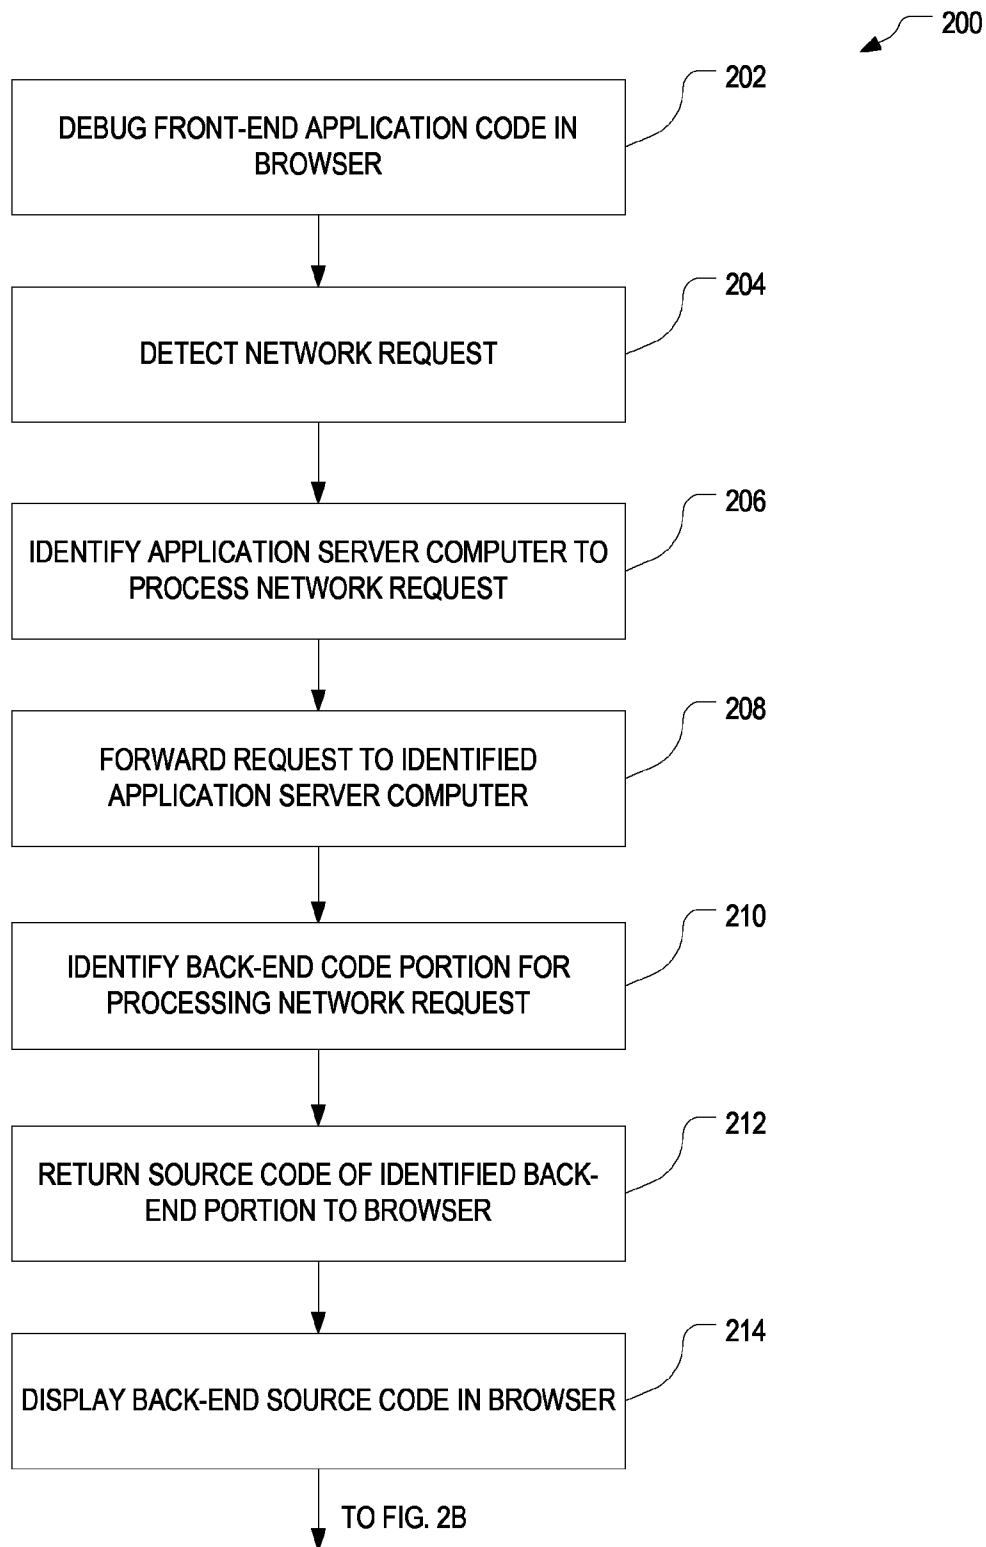 200
202
DEBUG FRONT-END APPLICATION CODE IN
BROWSER
204
DETECT NETWORK REQUEST
206
IDENTIFY APPLICATION SERVER COMPUTER TO
PROCESS NETWORK REQUEST
208
FORWARD REQUEST TO IDENTIFIED
APPLICATION SERVER COMPUTER
210
IDENTIFY BACK-END CODE PORTION FOR
PROCESSING NETWORK REQUEST
212
RETURN SOURCE CODE OF IDENTIFIED BACK-
END PORTION TO BROWSER
214
DISPLAY BACK-END SOURCE CODE IN BROWSER
TO FIG. 2B